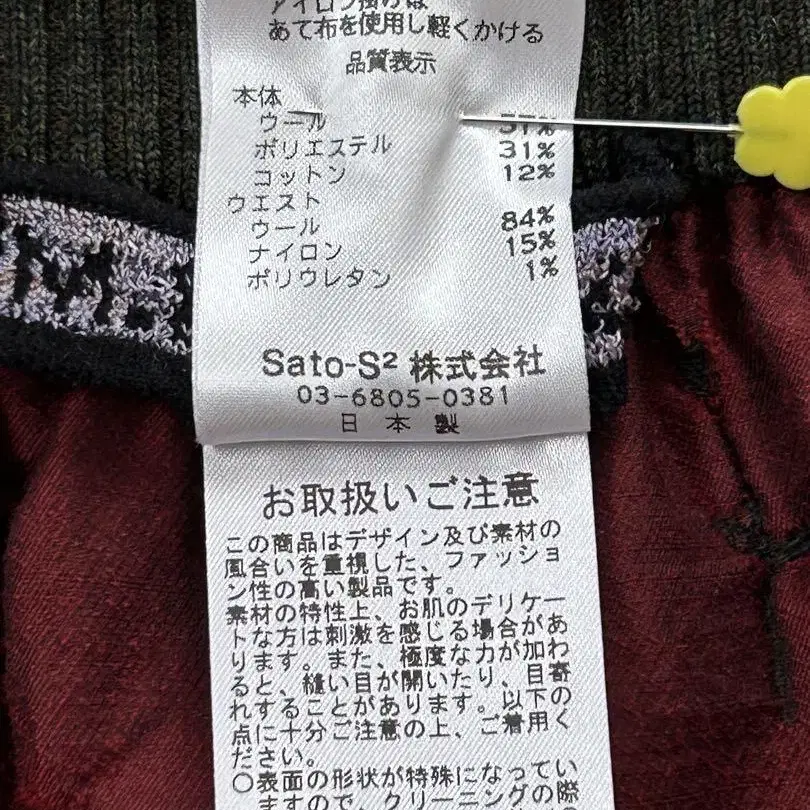 アイロン掛けは
あて布を使用し軽くかける
品質表示
本体
ウール 57%
ポリエステル 31%
コットン 12%
ウエスト
ウール 84%
ナイロン 15%
ポリウレタン 1%
Sato-S² 株式会社
03-6805-0381
日本製
お取扱いご注意
この商品はデザイン及び素材の
風合いを重視した、ファッショ
ン性の高い製品です。
素材の特性上、お肌のデリケー
トな方は刺激を感じる場合があ
ります。また、極度な力が加わ
ると、縫い目が開いたり、目寄
れすることがあります。以下の
点に十分ご注意の上、ご着用く
ださい。
○表面の形状が特殊になってい
ますので、クリーニングの際